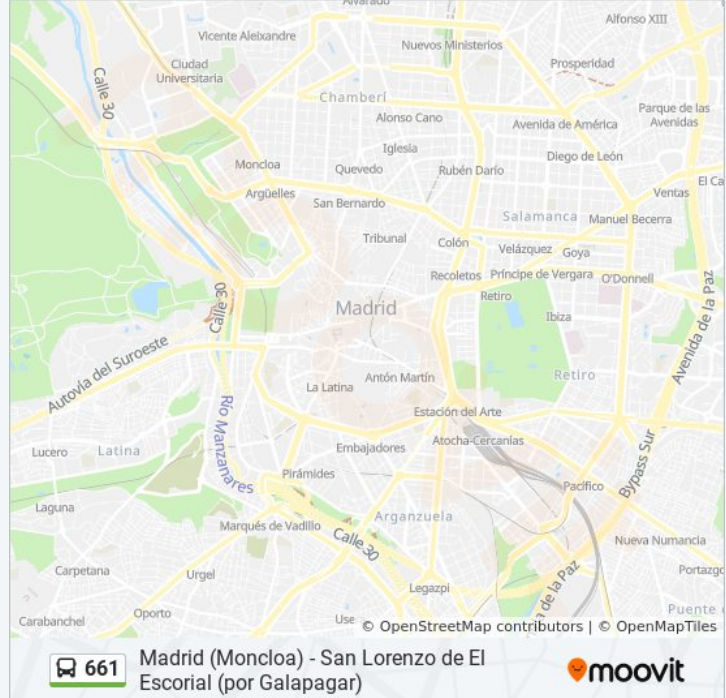 Alvarado
Alfonso XIII
Vicente Aleixandre
Nuevos Ministerios
Ciudad
Universitaria
Prosperidad
Calle 30
Chamberí
Parque de las
Avenidas
Alonso Cano
Avenida de América
Iglesia
Diego de León
Moncloa
Quevedo
Rubén Darío
El Ca
Argüelles
Ventas
San Bernardo
Salamanca
Manuel Becerra
Tribunal
Colón
Velázquez
Goya
Recoletos
Príncipe de Vergara
O'Donnell
Calle 30
Madrid
Retiro
Ibiza
Avenida de la Paz
Autovía del Suroeste
La Latina
Antón Martín
Retiro
Estación del Arte
Río Manzanares
Lucero
Latina
Embajadores
Atocha-Cercanías
Bypass Sur
Pirámides
Pacífico
Laguna
Marqués de Vadillo
Arganzuela
Calle 30
Nueva Numancia
Carpetana
Urgel
Legazpi
a de la Paz
Portazgo
Oporto
Puente
Carabanchel
Use
© OpenStreetMap contributors | © OpenMapTiles
661
Madrid (Moncloa) - San Lorenzo de El
Escorial (por Galapagar)
moovit